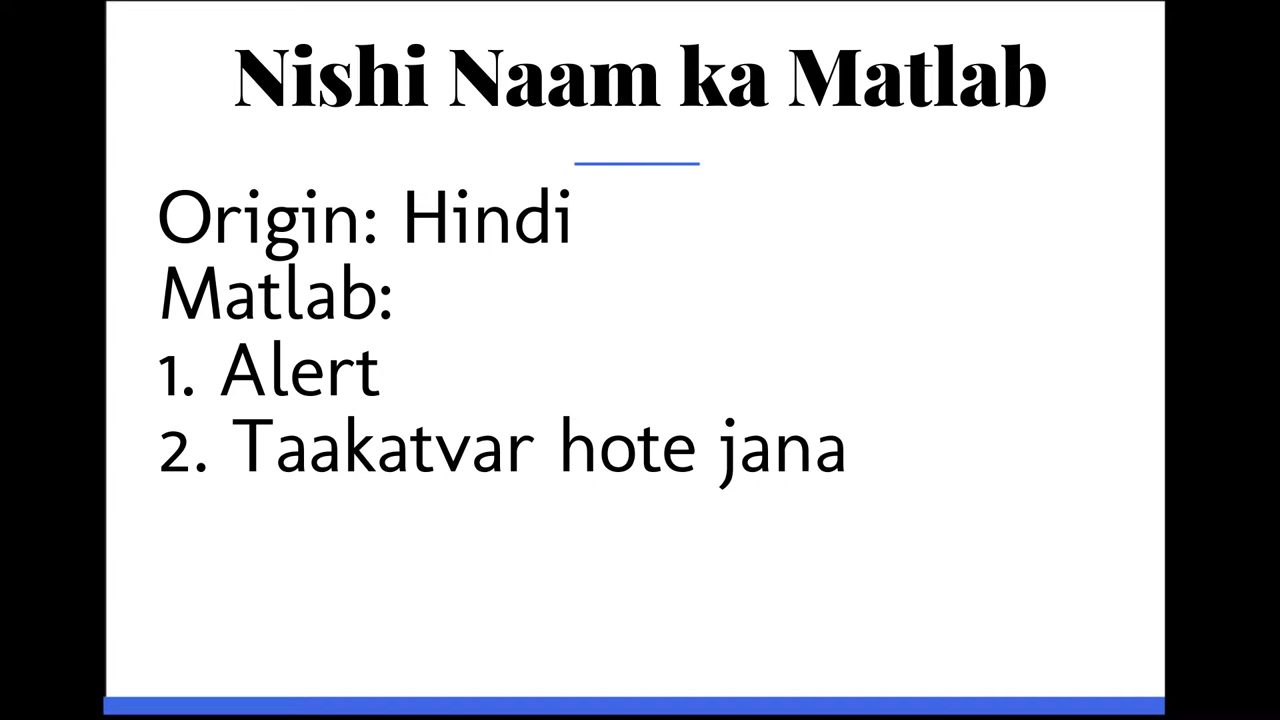 Nishi Naam ka Matlab
Origin: Hindi
Matlab:
1. Alert
2. Taakatvar hote jana